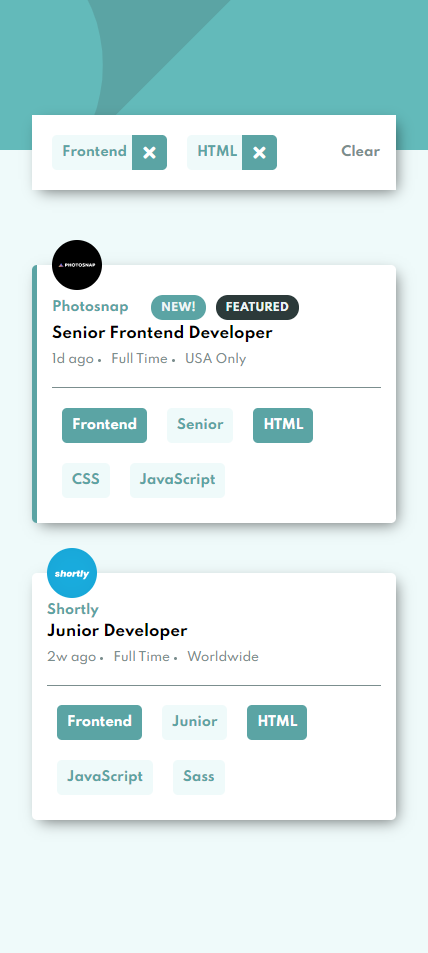 Frontend HTML Clear
PHOTOSNAP
Photosnap NEW! FEATURED
Senior Frontend Developer
1d ago • Full Time • USA Only
Frontend Senior HTML
CSS JavaScript
shortly
Shortly
Junior Developer
2w ago • Full Time • Worldwide
Frontend Junior HTML
JavaScript Sass